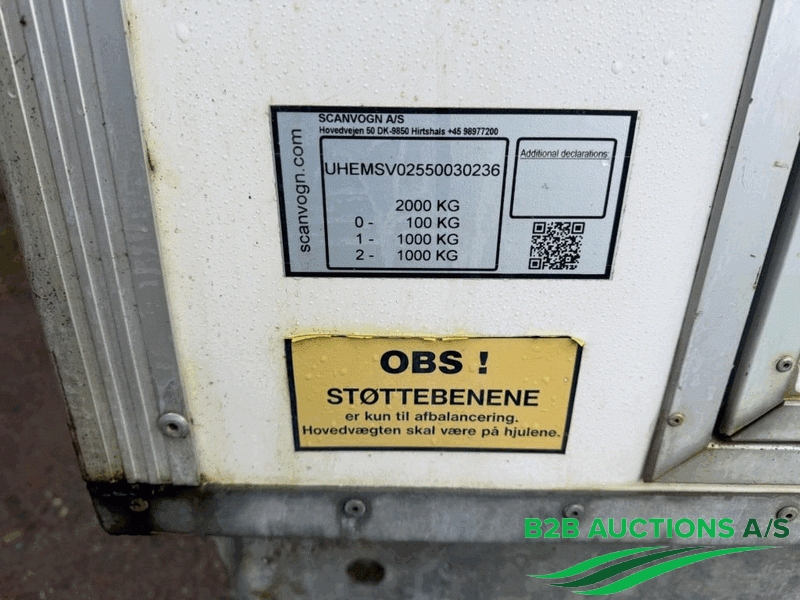 SCANVOGN A/S
Hovedvejen 50 DK-9850 Hirtshals +45 98977200
scanvogn.com
UHEMSV02550030236
2000 KG
0 - 100 KG
1 - 1000 KG
2 - 1000 KG
Additional declarations:
OBS !
STØTTEBENENE
er kun til afbalancering.
Hovedvægten skal være på hjulene.
B2B AUCTIONS A/S